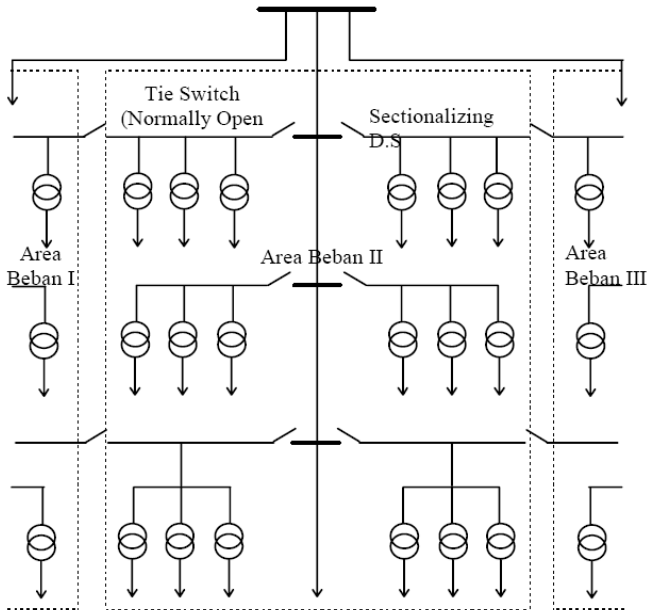 Tie Switch
(Normally Open
Sectionalizing
D.S
Area
Beban I
Area Beban II
Area
Beban III